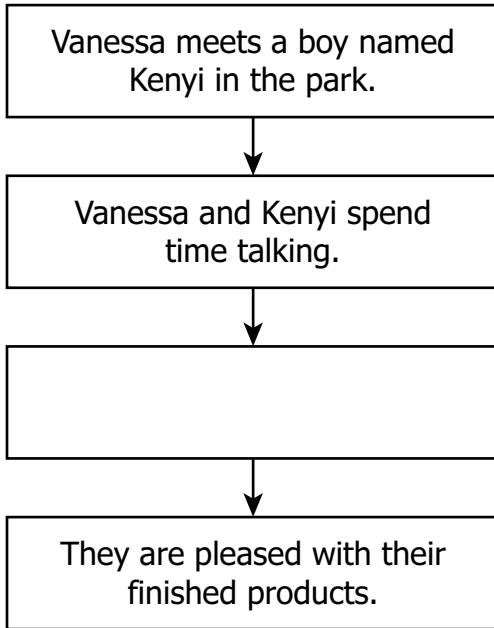 Vanessa meets a boy named
Kenyi in the park.
Vanessa and Kenyi spend
time talking.
They are pleased with their
finished products.